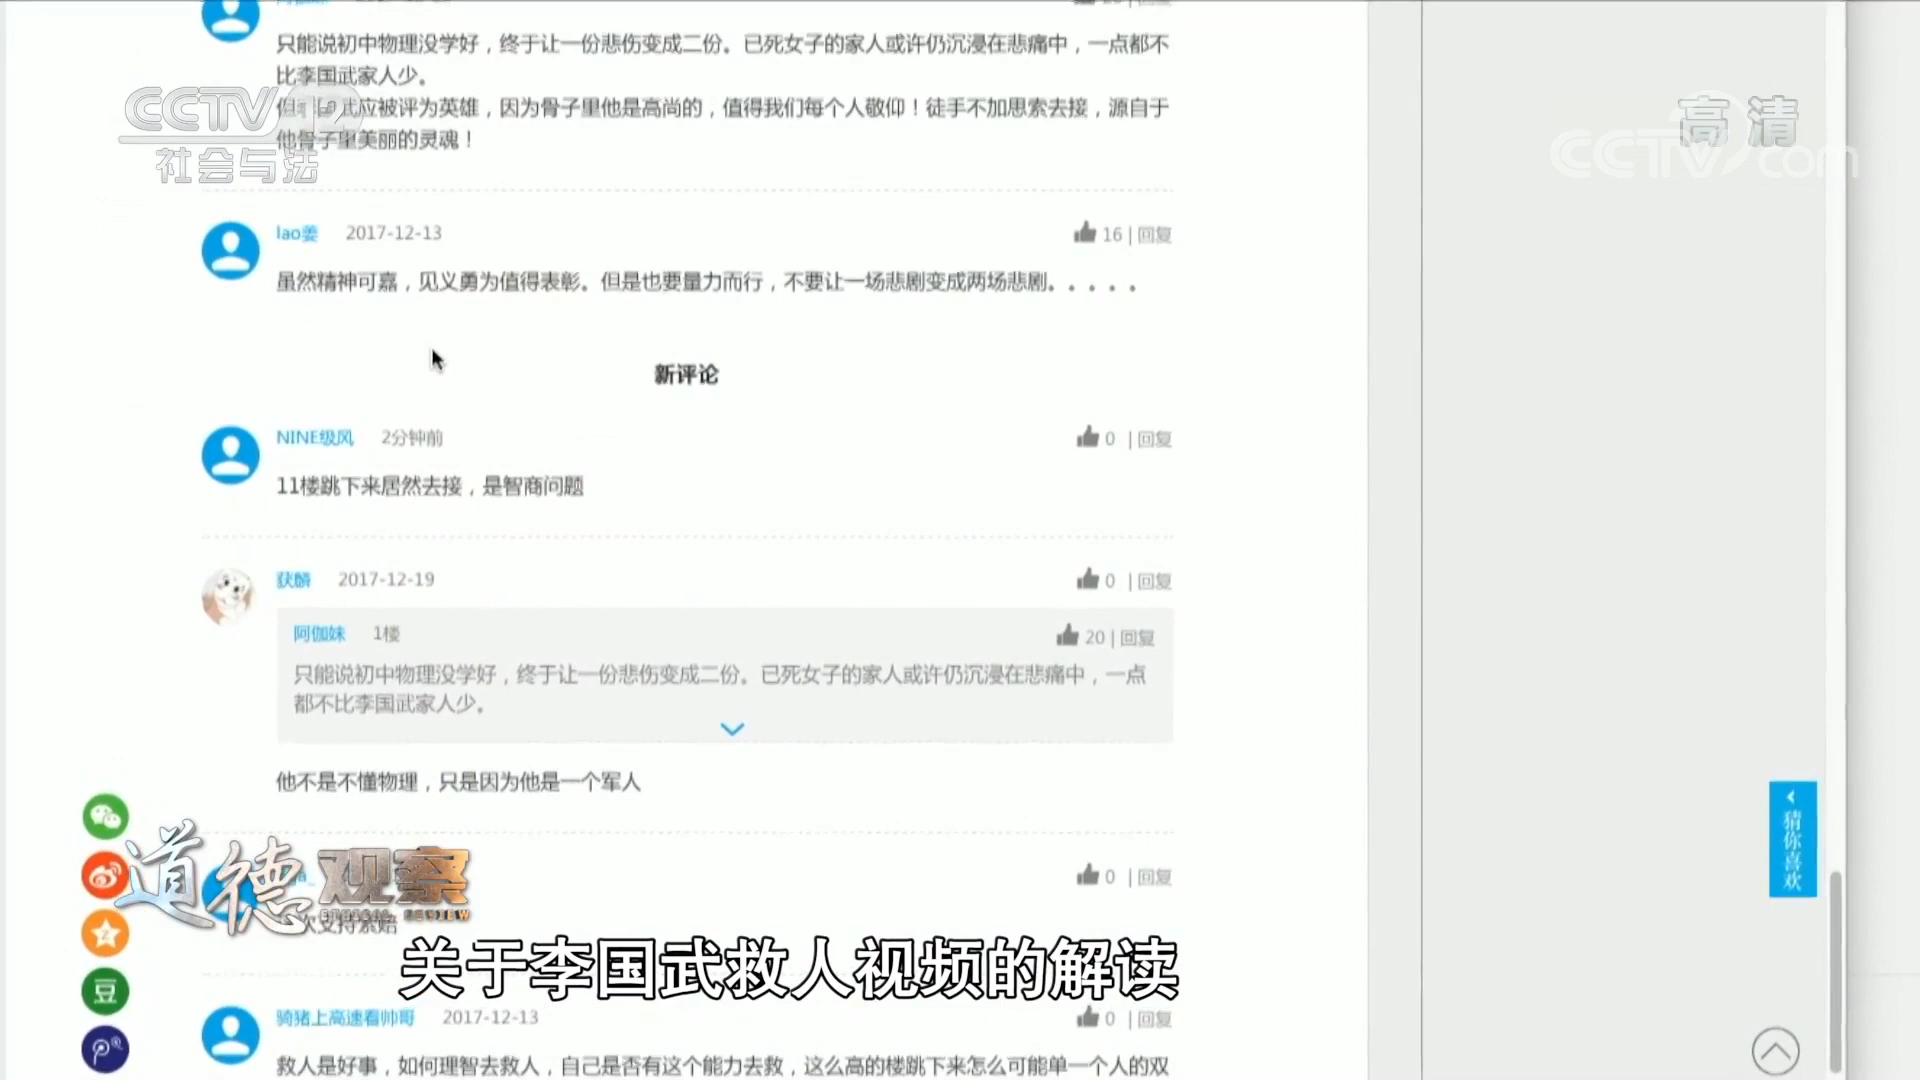 只能说初中物理没学好，终于让一份悲伤变成二份。已死女子的家人或许仍沉浸在悲痛中，一点都不
比李国武家人少。
应被评为英雄，因为骨子里他是高尚的，值得我们每个人敬仰！徒手不加思索去接，源自于
他骨子里美丽的灵魂！
CCTV 12
社会与法
高清
CCTV.com
lao姜 2017-12-13 16 | 回复
虽然精神可嘉，见义勇为值得表彰。但是也要量力而行，不要让一场悲剧变成两场悲剧。。。。。
新评论
NINE级风 2分钟前 0 | 回复
11楼跳下来居然去接，是智商问题
获麟 2017-12-19 0 | 回复
阿伽妹 1楼 20 | 回复
只能说初中物理没学好，终于让一份悲伤变成二份。已死女子的家人或许仍沉浸在悲痛中，一点
都不比李国武家人少。
他不是不懂物理，只是因为他是一个军人
猜你喜欢
0 | 回复
道德观察
ETHICAL REVIEW
支持索赔
豆
关于李国武救人视频的解读
骑猪上高速看帅哥 2017-12-13 0 | 回复
救人是好事，如何理智去救人，自己是否有这个能力去救，这么高的楼跳下来怎么可能单一个人的双